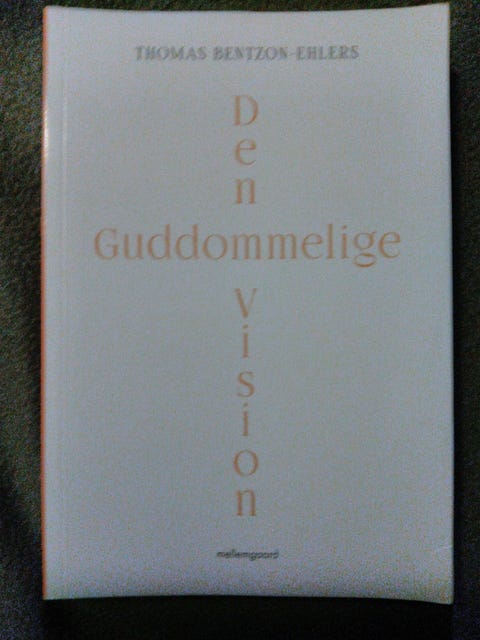 THOMAS BENTZON-EHLERS
Den
Guddommelige
Vision
mellemgaard